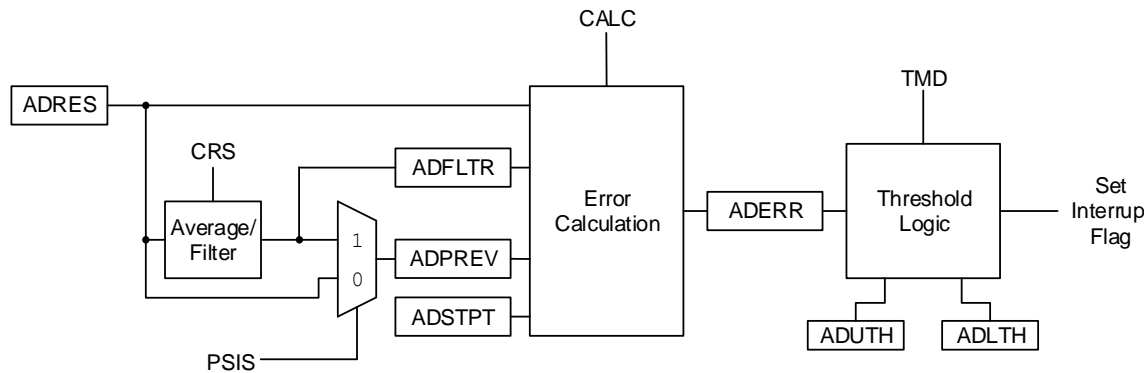 CALC
TMD
ADRES
CRS
ADFLTR
Average/
Filter
1
0
ADPREV
ADSTPT
PSIS
Error
Calculation
ADERR
Threshold
Logic
Set
Interrup
Flag
ADUTH
ADLTH